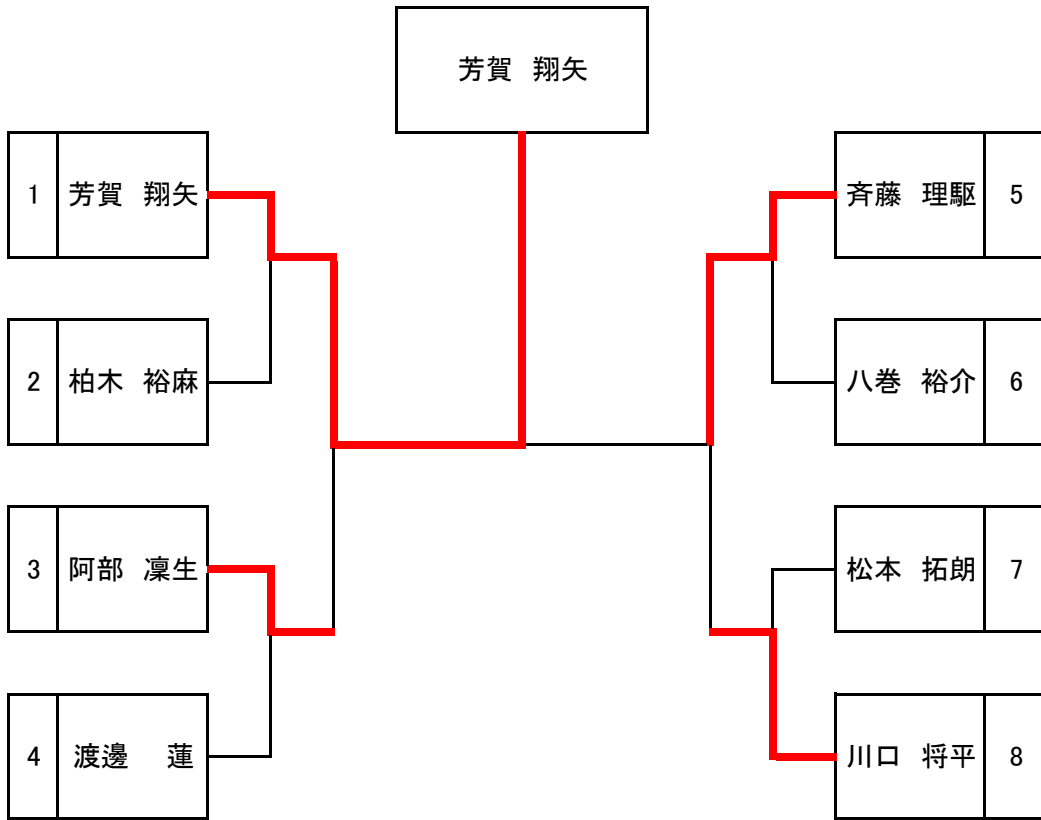 芳賀　翔矢
1 芳賀　翔矢
2 柏木　裕麻
3 阿部　凜生
4 渡邊　蓮
斉藤　理駆 5
八巻　裕介 6
松本　拓朗 7
川口　将平 8